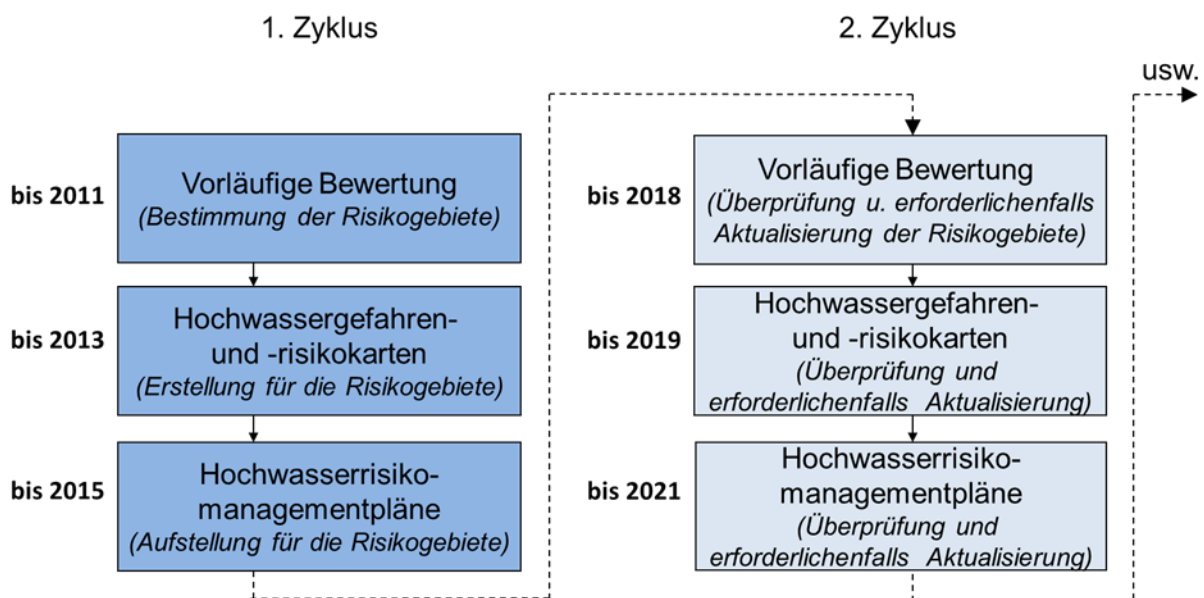 1. Zyklus
bis 2011
Vorläufige Bewertung
(Bestimmung der Risikogebiete)
bis 2013
Hochwassergefahren-
und -risikokarten
(Erstellung für die Risikogebiete)
bis 2015
Hochwasserrisiko-
managementpläne
(Aufstellung für die Risikogebiete)
2. Zyklus
usw.
bis 2018
Vorläufige Bewertung
(Überprüfung u. erforderlichenfalls
Aktualisierung der Risikogebiete)
bis 2019
Hochwassergefahren-
und -risikokarten
(Überprüfung und
erforderlichenfalls Aktualisierung)
bis 2021
Hochwasserrisiko-
managementpläne
(Überprüfung und
erforderlichenfalls Aktualisierung)